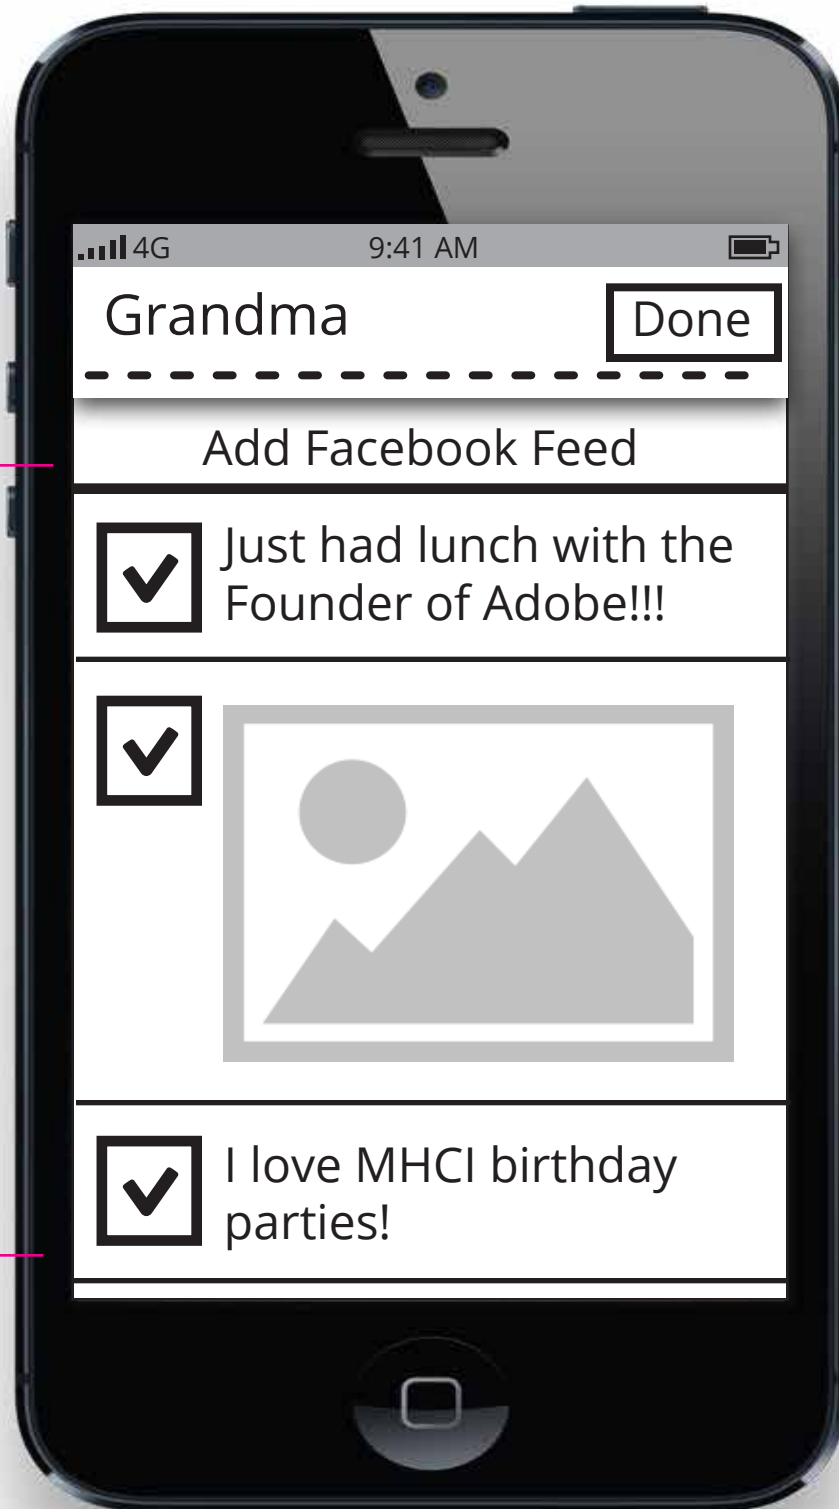 4G 9:41 AM
Grandma Done
Add Facebook Feed
Just had lunch with the
Founder of Adobe!!!
I love MHCI birthday
parties!